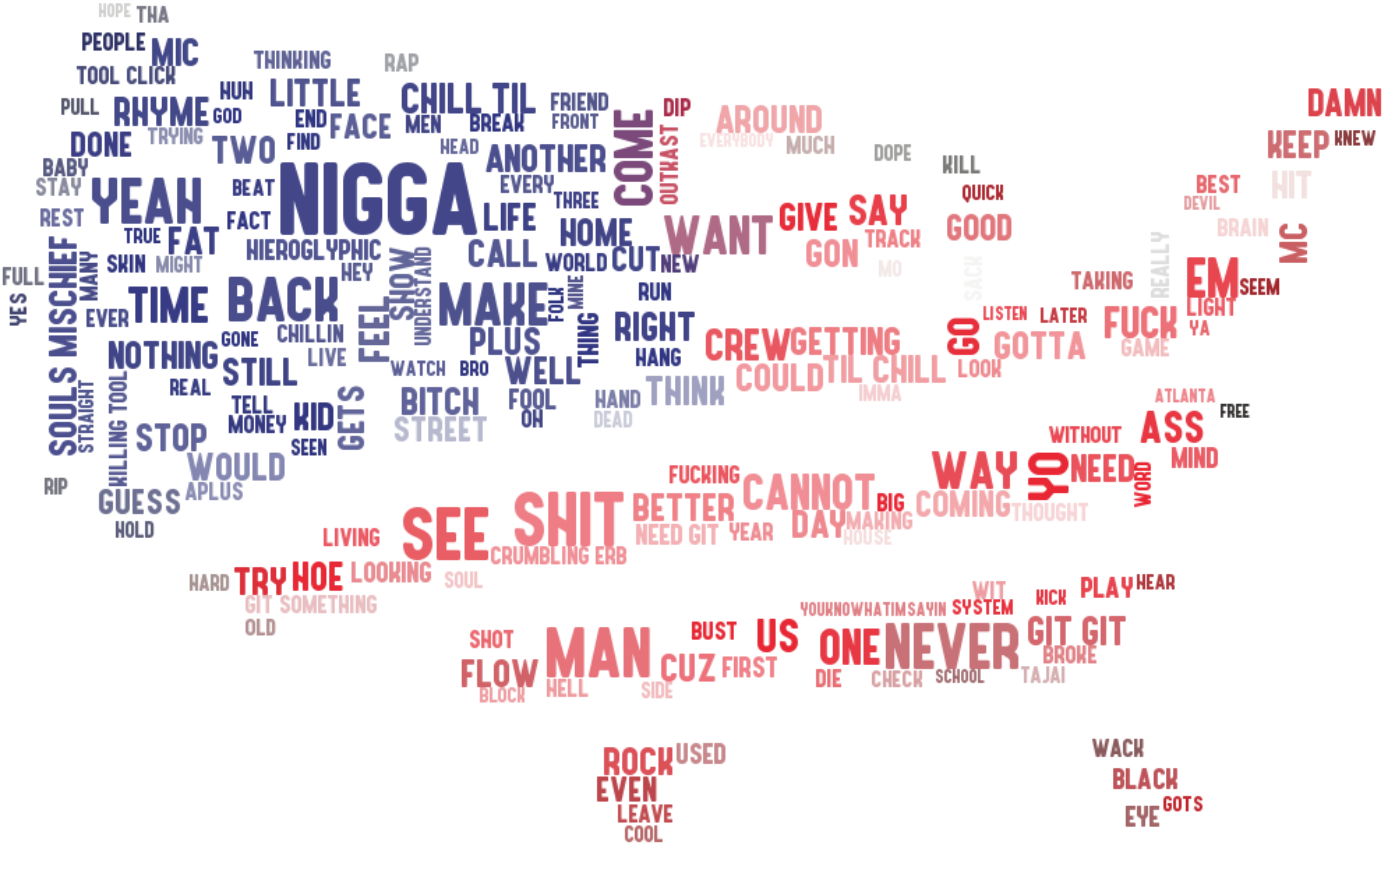 HOPE THA
PEOPLE MIC
THINKING RAP
TOOL CLICK
HUH LITTLE CHILL TIL FRIEND DIP AROUND DAMN
PULL RHYME GOD END FACE MEN BREAK FRONT COME OUTKAST
TRYING FIND EVERYBODY MUCH KEEP KNEW
DONE TWO HEAD ANOTHER DOPE KILL
BABY STAY YEAH BEAT NIGGA EVERY THREE QUICK BEST HIT
REST FACT LIFE HOME WANT GIVE SAY GOOD DEVIL
TRUE FAT HIEROGLYPHIC CALL WORLD CUT NEW GON TRACK BRAIN MC
FULL SOULS MISCHIEF MANY SKIN MIGHT HEY SHOW UNDERSTAND MO SACK REALLY
YES TIME BACK MAKE FOLK MINE RUN TAKING EM SEEM
EVER GONE CHILLIN FEEL PLUS THING RIGHT LISTEN LATER FUCK LIGHT
NOTHING LIVE CREW GETTING GO GOTTA GAME YA
STILL WATCH BRO WELL HANG COULD TIL CHILL LOOK
REAL STRAIGHT KILLING TOOL THINK IMMA
TELL MONEY KID GETS BITCH FOOL HAND ATLANTA
STOP SEEN STREET OH DEAD WITHOUT ASS FREE
WOULD FUCKING WAY YO NEED WORD MIND
RIP GUESS APLUS SHIT BETTER CANNOT BIG COMING THOUGHT
HOLD LIVING SEE NEED GIT YEAR DAY MAKING HOUSE
CRUMBLING ERB
HARD TRY HOE LOOKING SOUL WIT PLAY HEAR
GIT SOMETHING YOUKNOWHATIMSAYIN SYSTEM KICK
OLD SHOT MAN BUST US ONE NEVER GIT GIT
FLOW CUZ FIRST BROKE
BLOCK HELL SIDE DIE CHECK SCHOOL TAJAI
ROCK USED WACK
EVEN BLACK
LEAVE EYE GOTS
COOL